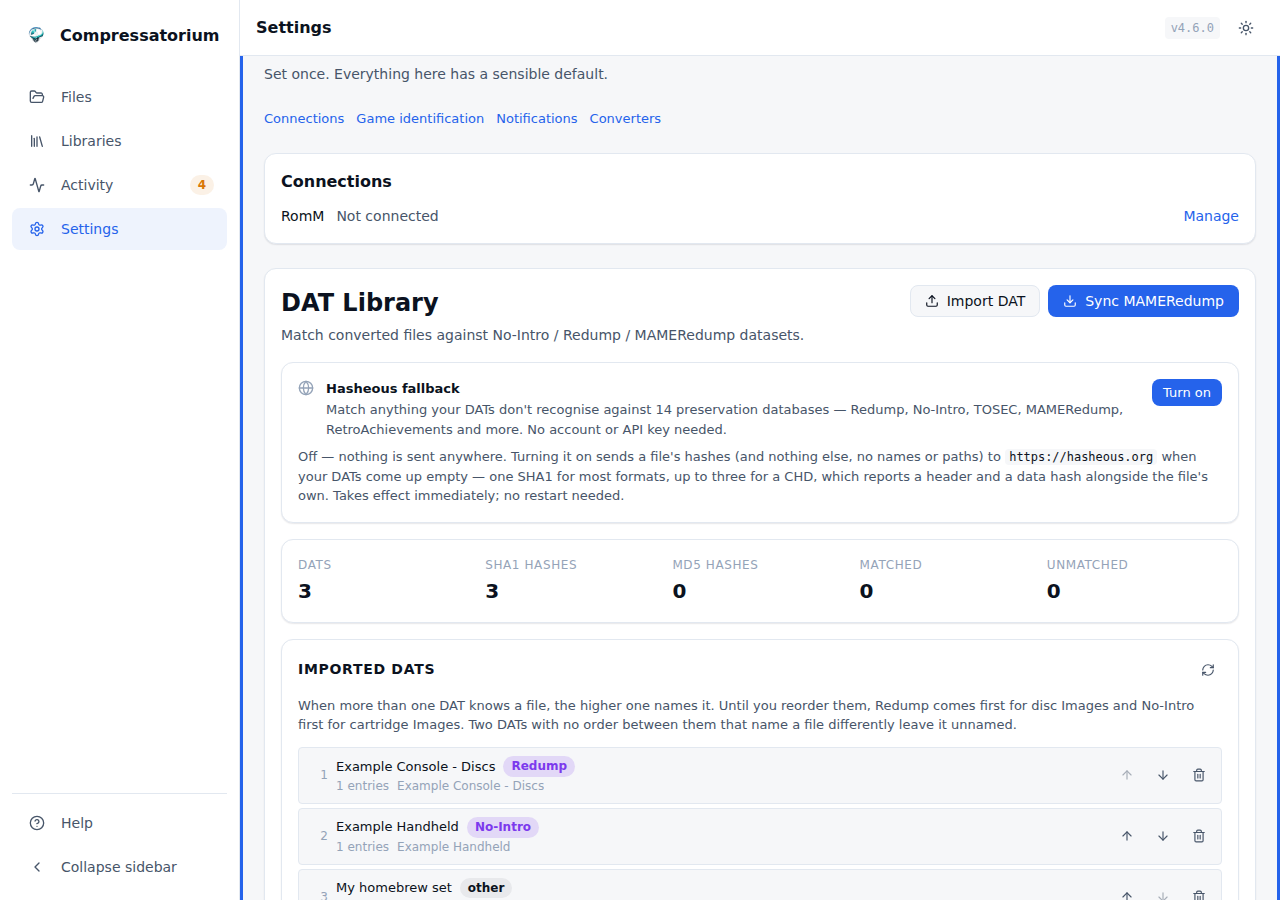 Compressatorium
Settings
v4.6.0
Files
Libraries
Activity
4
Settings
Help
Collapse sidebar
Set once. Everything here has a sensible default.
Connections Game identification Notifications Converters
Connections
RomM Not connected
Manage
DAT Library
Import DAT
Sync MAMERedump
Match converted files against No-Intro / Redump / MAMERedump datasets.
Hasheous fallback
Turn on
Match anything your DATs don't recognise against 14 preservation databases — Redump, No-Intro, TOSEC, MAMERedump,
RetroAchievements and more. No account or API key needed.
Off — nothing is sent anywhere. Turning it on sends a file's hashes (and nothing else, no names or paths) to https://hasheous.org when
your DATs come up empty — one SHA1 for most formats, up to three for a CHD, which reports a header and a data hash alongside the file's
own. Takes effect immediately; no restart needed.
DATS SHA1 HASHES MD5 HASHES MATCHED UNMATCHED
3 3 0 0 0
IMPORTED DATS
When more than one DAT knows a file, the higher one names it. Until you reorder them, Redump comes first for disc Images and No-Intro
first for cartridge Images. Two DATs with no order between them that name a file differently leave it unnamed.
1 Example Console - Discs Redump
1 entries Example Console - Discs
2 Example Handheld No-Intro
1 entries Example Handheld
3 My homebrew set other